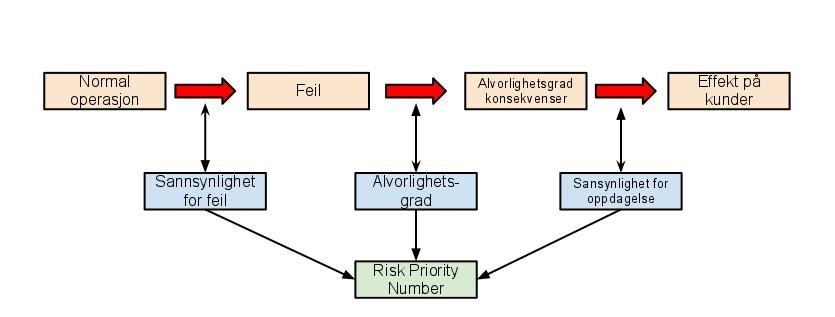 Normal
operasjon
Feil
Alvorlighetsgrad
konsekvenser
Effekt på
kunder
Sannsynlighet
for feil
Alvorlighets-
grad
Sansynlighet for
oppdagelse
Risk Priority
Number